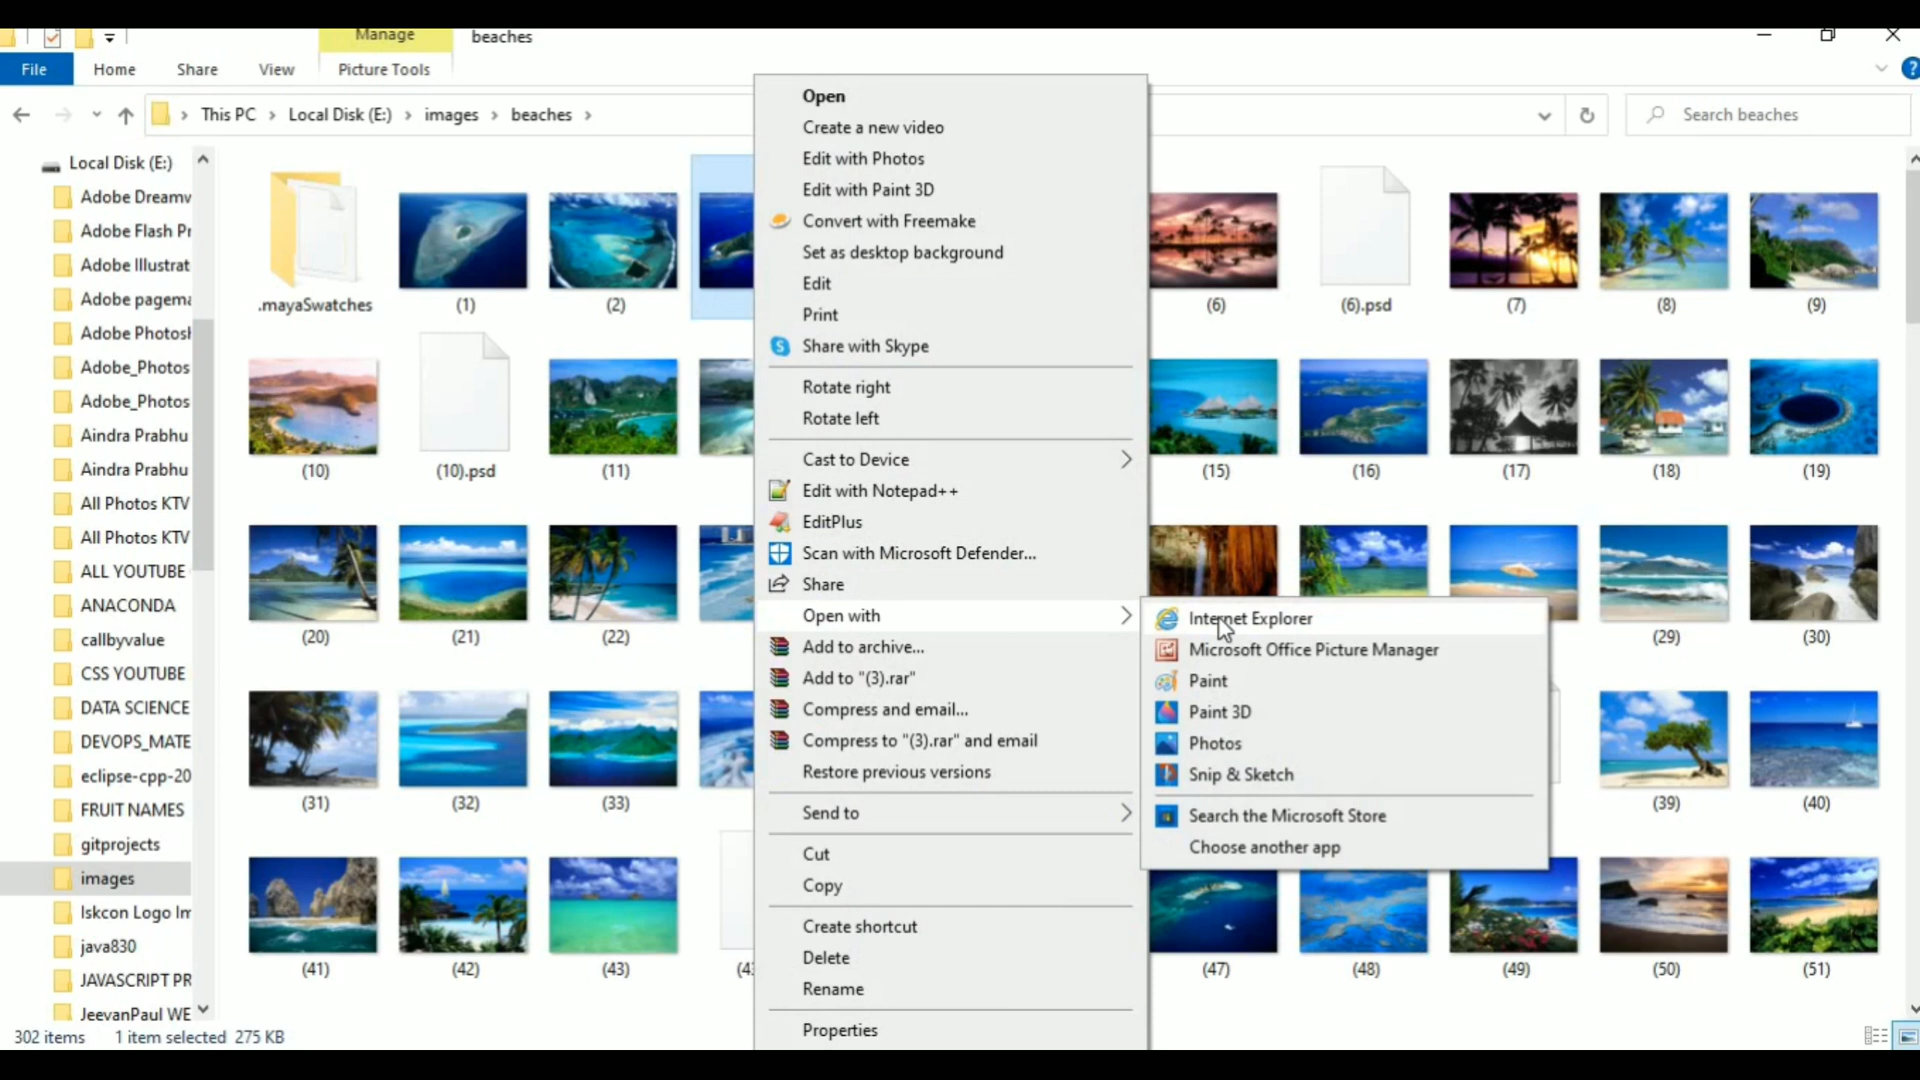 Manage
beaches
File
Home
Share
View
Picture Tools
This PC
Local Disk (E:)
images
beaches
Search beaches
Local Disk (E:)
Adobe Dreamw
Adobe Flash Pr
Adobe Illustrat
Adobe pagema
Adobe Photosh
Adobe_Photos
Adobe_Photos
Aindra Prabhu
Aindra Prabhu
All Photos KTV
All Photos KTV
ALL YOUTUBE
ANACONDA
callbyvalue
CSS YOUTUBE
DATA SCIENCE
DEVOPS_MATE
eclipse-cpp-20
FRUIT NAMES
gitprojects
images
Iskcon Logo Im
java830
JAVASCRIPT PR
JeevanPaul WE
.mayaSwatches
(1)
(2)
(6)
(6).psd
(7)
(8)
(9)
(10)
(10).psd
(11)
(15)
(16)
(17)
(18)
(19)
(20)
(21)
(22)
(29)
(30)
(31)
(32)
(33)
(39)
(40)
(41)
(42)
(43)
(47)
(48)
(49)
(50)
(51)
Open
Create a new video
Edit with Photos
Edit with Paint 3D
Convert with Freemake
Set as desktop background
Edit
Print
Share with Skype
Rotate right
Rotate left
Cast to Device
Edit with Notepad++
EditPlus
Scan with Microsoft Defender...
Share
Open with
Add to archive...
Add to "(3).rar"
Compress and email...
Compress to "(3).rar" and email
Restore previous versions
Send to
Cut
Copy
Create shortcut
Delete
Rename
Properties
Internet Explorer
Microsoft Office Picture Manager
Paint
Paint 3D
Photos
Snip & Sketch
Search the Microsoft Store
Choose another app
302 items
1 item selected 275 KB